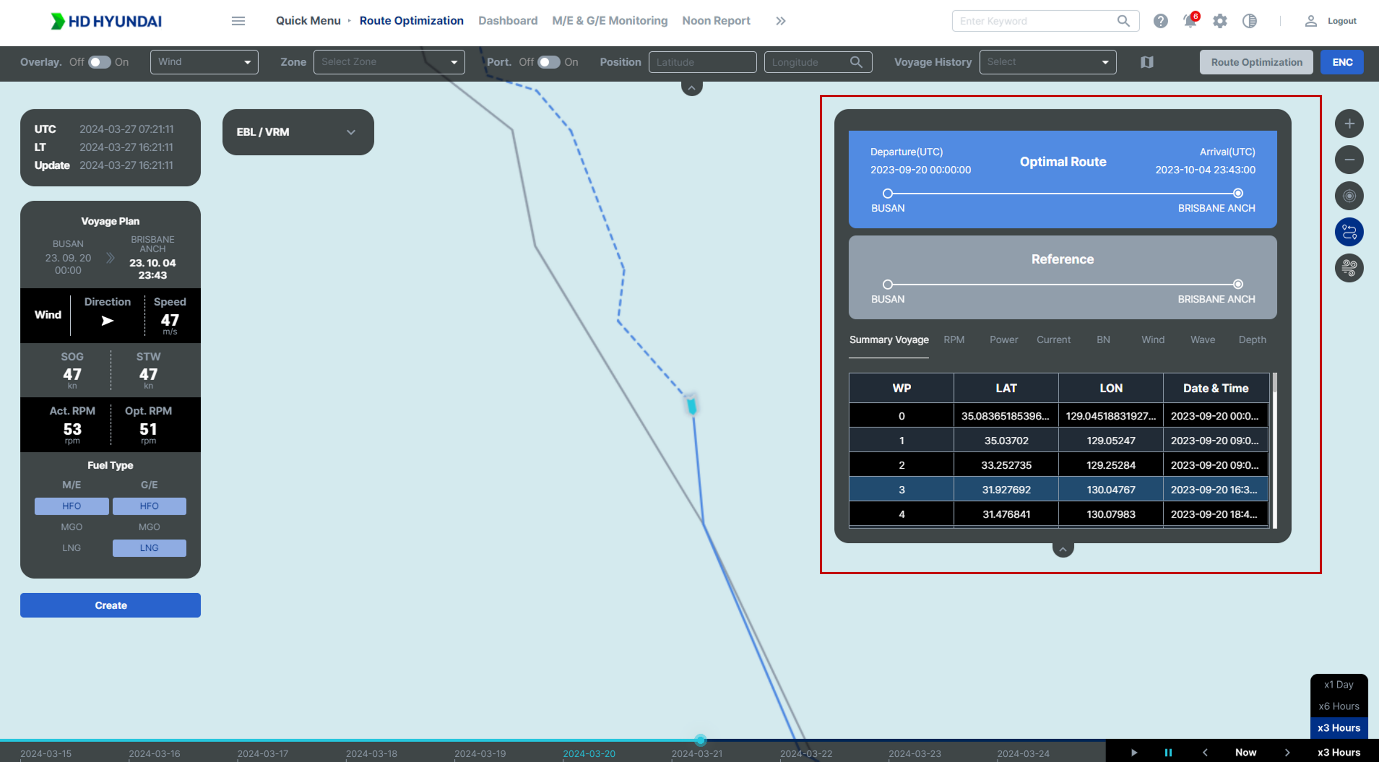 HD HYUNDAI
Quick Menu Route Optimization Dashboard M/E & G/E Monitoring Noon Report
Enter Keyword
6
Logout
Overlay. Off On Wind Zone Select Zone Port. Off On Position Latitude Longitude Voyage History Select Route Optimization ENC
UTC 2024-03-27 07:21:11
LT 2024-03-27 16:21:11
Update 2024-03-27 16:21:11
EBL / VRM
Voyage Plan
BUSAN
23. 09. 20
00:00
BRISBANE
ANCH
23. 10. 04
23:43
Wind
Direction
Speed
47
m/s
SOG
47
kn
STW
47
kn
Act. RPM
53
rpm
Opt. RPM
51
rpm
Fuel Type
M/E G/E
HFO HFO
MGO MGO
LNG LNG
Create
Departure(UTC)
2023-09-20 00:00:00
Optimal Route
Arrival(UTC)
2023-10-04 23:43:00
BUSAN BRISBANE ANCH
Reference
BUSAN BRISBANE ANCH
Summary Voyage RPM Power Current BN Wind Wave Depth
WP LAT LON Date & Time
0 35.08365185396... 129.04518831927... 2023-09-20 00:0...
1 35.03702 129.05247 2023-09-20 09:0...
2 33.252735 129.25284 2023-09-20 09:0...
3 31.927692 130.04767 2023-09-20 16:3...
4 31.476841 130.07983 2023-09-20 18:4...
x1 Day
x6 Hours
x3 Hours
2024-03-15 2024-03-16 2024-03-17 2024-03-18 2024-03-19 2024-03-20 2024-03-21 2024-03-22 2024-03-23 2024-03-24 Now x3 Hours